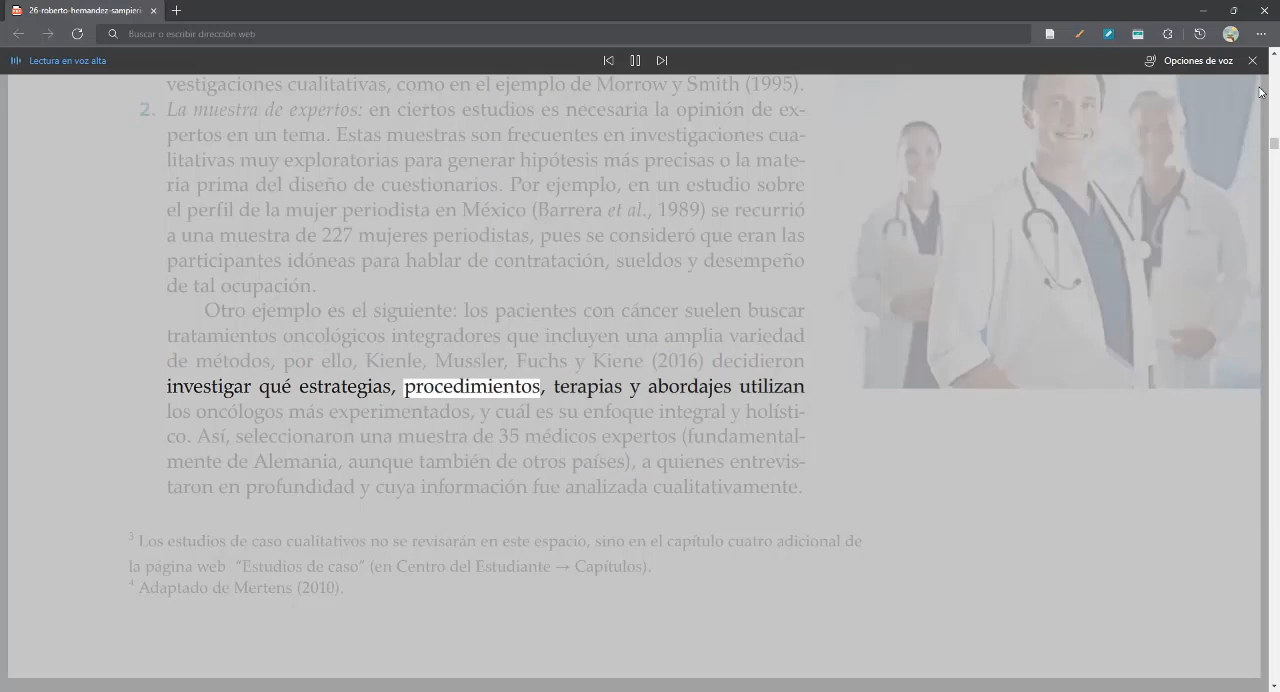 26-roberto-hernandez-sampieri
Buscar o escribir dirección web
Lectura en voz alta
Opciones de voz
vestigaciones cualitativas, como en el ejemplo de Morrow y Smith (1995).
2. La muestra de expertos: en ciertos estudios es necesaria la opinión de ex-
pertos en un tema. Estas muestras son frecuentes en investigaciones cua-
litativas muy exploratorias para generar hipótesis más precisas o la mate-
ria prima del diseño de cuestionarios. Por ejemplo, en un estudio sobre
el perfil de la mujer periodista en México (Barrera et al., 1989) se recurrió
a una muestra de 227 mujeres periodistas, pues se consideró que eran las
participantes idóneas para hablar de contratación, sueldos y desempeño
de tal ocupación.
Otro ejemplo es el siguiente: los pacientes con cáncer suelen buscar
tratamientos oncológicos integradores que incluyen una amplia variedad
de métodos, por ello, Kienle, Mussler, Fuchs y Kiene (2016) decidieron
investigar qué estrategias, procedimientos, terapias y abordajes utilizan
los oncólogos más experimentados, y cuál es su enfoque integral y holísti-
co. Así, seleccionaron una muestra de 35 médicos expertos (fundamental-
mente de Alemania, aunque también de otros países), a quienes entrevis-
taron en profundidad y cuya información fue analizada cualitativamente.
3 Los estudios de caso cualitativos no se revisarán en este espacio, sino en el capítulo cuatro adicional de
la página web "Estudios de caso" (en Centro del Estudiante → Capítulos).
4 Adaptado de Mertens (2010).